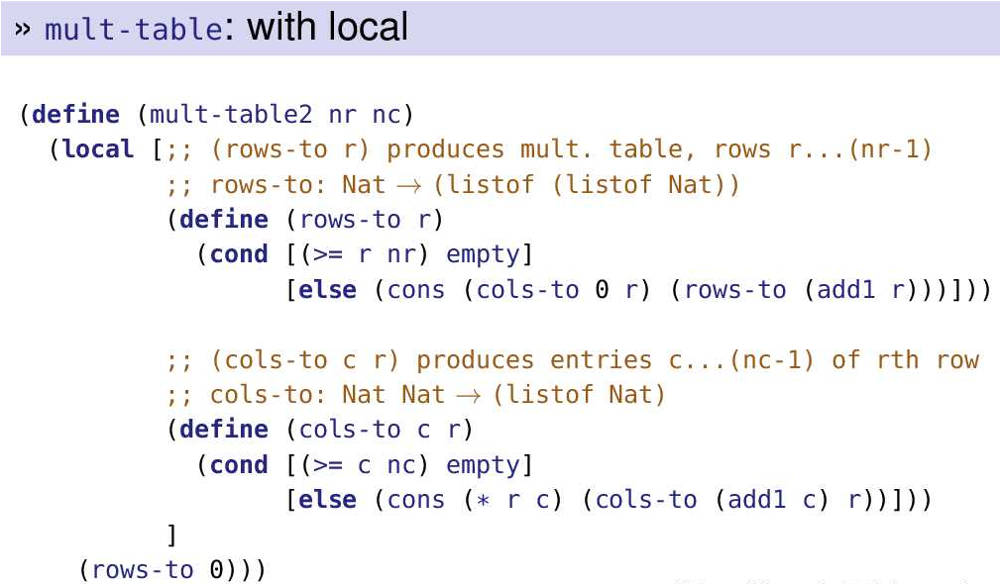 » mult-table: with local
(define (mult-table2 nr nc)
(local [;; (rows-to r) produces mult. table, rows r...(nr-1)
;; rows-to: Nat → (listof (listof Nat))
(define (rows-to r)
(cond [(>= r nr) empty]
[else (cons (cols-to 0 r) (rows-to (add1 r)))]))
;; (cols-to c r) produces entries c...(nc-1) of rth row
;; cols-to: Nat Nat → (listof Nat)
(define (cols-to c r)
(cond [(>= c nc) empty]
[else (cons (* r c) (cols-to (add1 c) r))]))
]
(rows-to 0)))